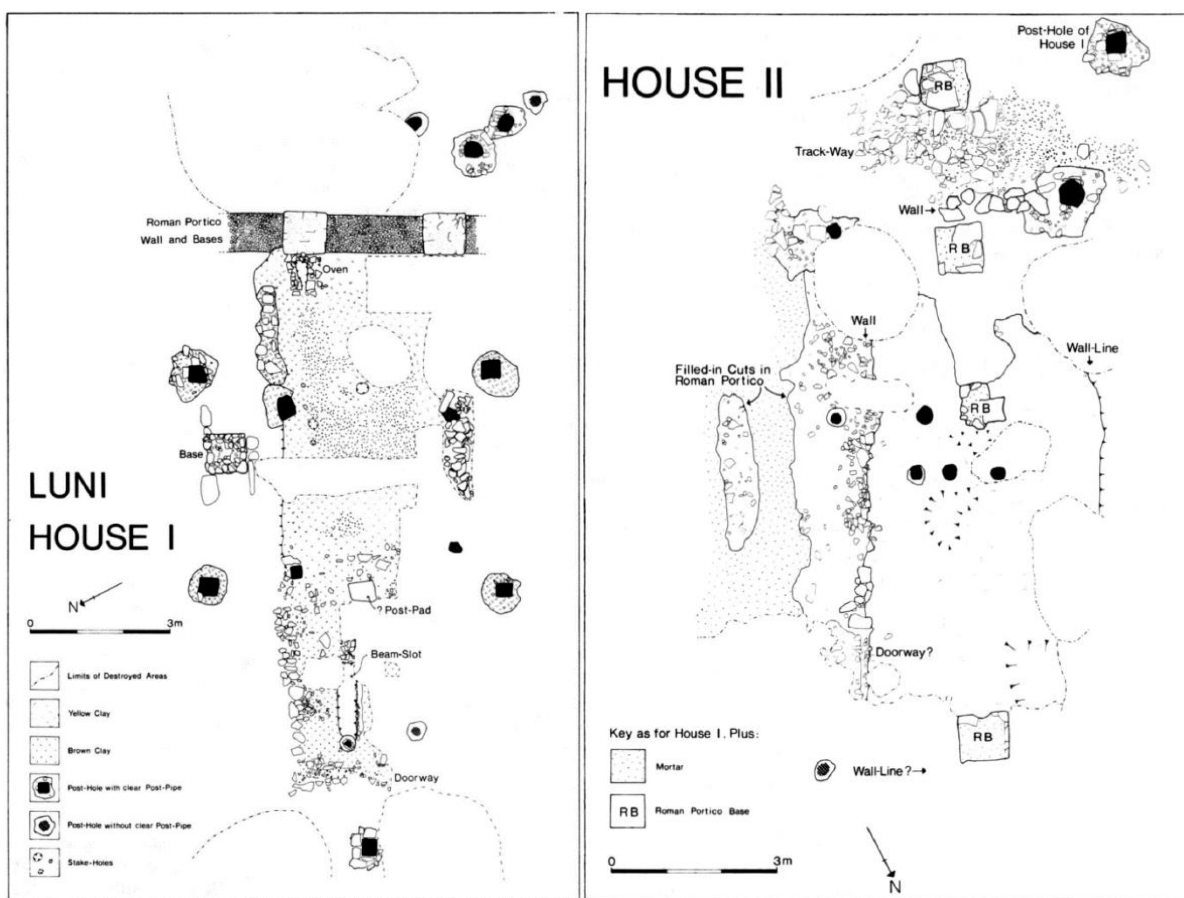 LUNI
HOUSE I
Roman Portico
Wall and Bases
Oven
Base
? Post-Pad
Beam-Slot
Doorway
N
0 3m
Limits of Destroyed Areas
Yellow Clay
Brown Clay
Post-Hole with clear Post-Pipe
Post-Hole without clear Post-Pipe
Stake-Holes
HOUSE II
Post-Hole of
House I
RB
Track-Way
Wall
RB
Wall
Wall-Line
Filled-in Cuts in
Roman Portico
RB
Doorway?
RB
Wall-Line?
Key as for House I. Plus:
Mortar
RB Roman Portico Base
0 3m
N